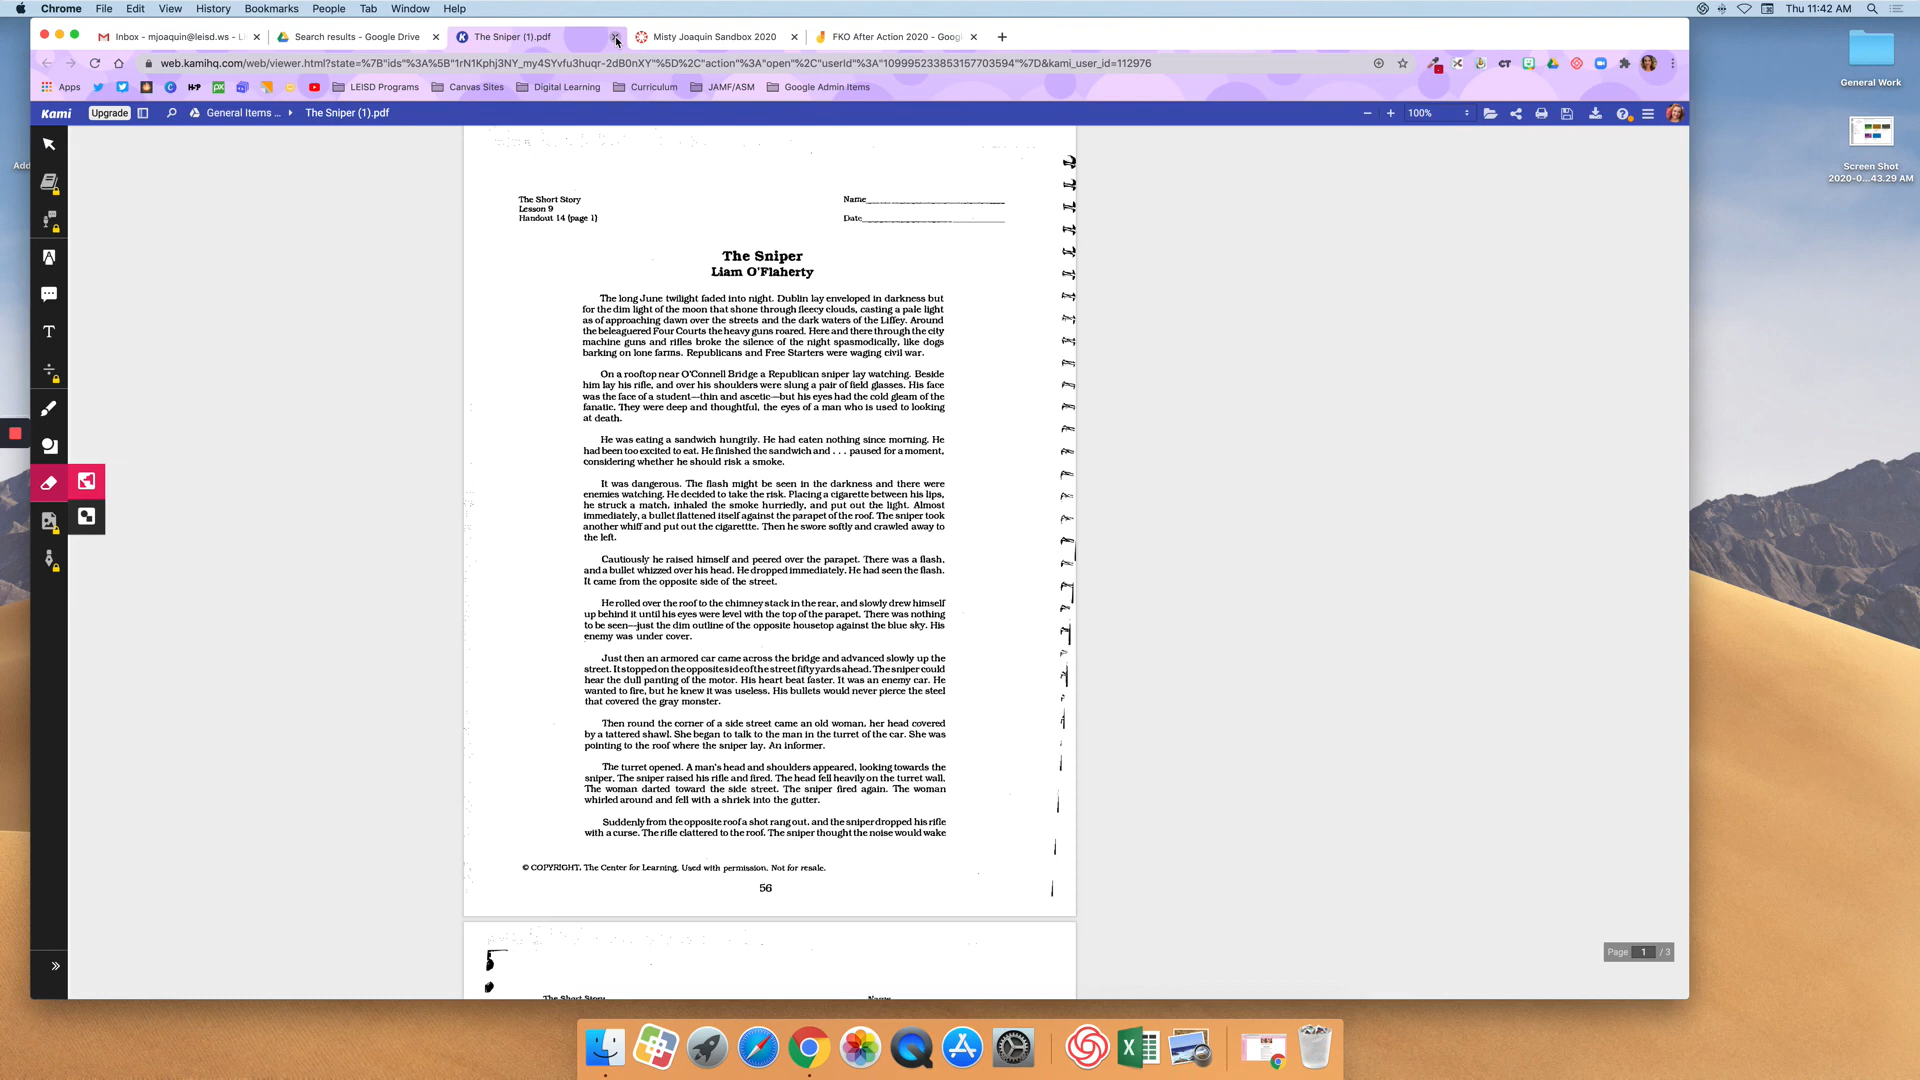 Chrome File Edit View History Bookmarks People Tab Window Help Thu 11:42 AM
Inbox - mjoaquin@leisd.ws - L Search results - Google Drive The Sniper (1).pdf Misty Joaquin Sandbox 2020 FKO After Action 2020 - Goog
web.kamihq.com/web/viewer.html?state=%7B"ids"%3A%5B"1rN1Kphj3NY_my4SYvfu3huqr-2dB0nXY"%5D%2C"action"%3A"open"%2C"userId"%3A"109995233853157703594"%7D&kami_user_id=112976
Apps LEISD Programs Canvas Sites Digital Learning Curriculum JAMF/ASM Google Admin Items
Kami Upgrade General Items ... The Sniper (1).pdf 100%
General Work
Screen Shot
2020-0...43.29 AM
The Short Story
Lesson 9
Handout 14 (page 1)
Name
Date
The Sniper
Liam O'Flaherty
The long June twilight faded into night. Dublin lay enveloped in darkness but
for the dim light of the moon that shone through fleecy clouds, casting a pale light
as of approaching dawn over the streets and the dark waters of the Liffey. Around
the beleaguered Four Courts the heavy guns roared. Here and there through the city
machine guns and rifles broke the silence of the night spasmodically, like dogs
barking on lone farms. Republicans and Free Starters were waging civil war.
On a rooftop near O'Connell Bridge a Republican sniper lay watching. Beside
him lay his rifle, and over his shoulders were slung a pair of field glasses. His face
was the face of a student—thin and ascetic—but his eyes had the cold gleam of the
fanatic. They were deep and thoughtful, the eyes of a man who is used to looking
at death.
He was eating a sandwich hungrily. He had eaten nothing since morning. He
had been too excited to eat. He finished the sandwich and . . . paused for a moment,
considering whether he should risk a smoke.
It was dangerous. The flash might be seen in the darkness and there were
enemies watching. He decided to take the risk. Placing a cigarette between his lips,
he struck a match, inhaled the smoke hurriedly, and put out the light. Almost
immediately, a bullet flattened itself against the parapet of the roof. The sniper took
another whiff and put out the cigarettte. Then he swore softly and crawled away to
the left.
Cautiously he raised himself and peered over the parapet. There was a flash,
and a bullet whizzed over his head. He dropped immediately. He had seen the flash.
It came from the opposite side of the street.
He rolled over the roof to the chimney stack in the rear, and slowly drew himself
up behind it until his eyes were level with the top of the parapet. There was nothing
to be seen—just the dim outline of the opposite housetop against the blue sky. His
enemy was under cover.
Just then an armored car came across the bridge and advanced slowly up the
street. It stopped on the opposite side of the street fifty yards ahead. The sniper could
hear the dull panting of the motor. His heart beat faster. It was an enemy car. He
wanted to fire, but he knew it was useless. His bullets would never pierce the steel
that covered the gray monster.
Then round the corner of a side street came an old woman, her head covered
by a tattered shawl. She began to talk to the man in the turret of the car. She was
pointing to the roof where the sniper lay. An informer.
The turret opened. A man's head and shoulders appeared, looking towards the
sniper. The sniper raised his rifle and fired. The head fell heavily on the turret wall.
The woman darted toward the side street. The sniper fired again. The woman
whirled around and fell with a shriek into the gutter.
Suddenly from the opposite roof a shot rang out, and the sniper dropped his rifle
with a curse. The rifle clattered to the roof. The sniper thought the noise would wake
© COPYRIGHT, The Center for Learning. Used with permission. Not for resale.
56
Page 1 / 3
The Short Story
Name